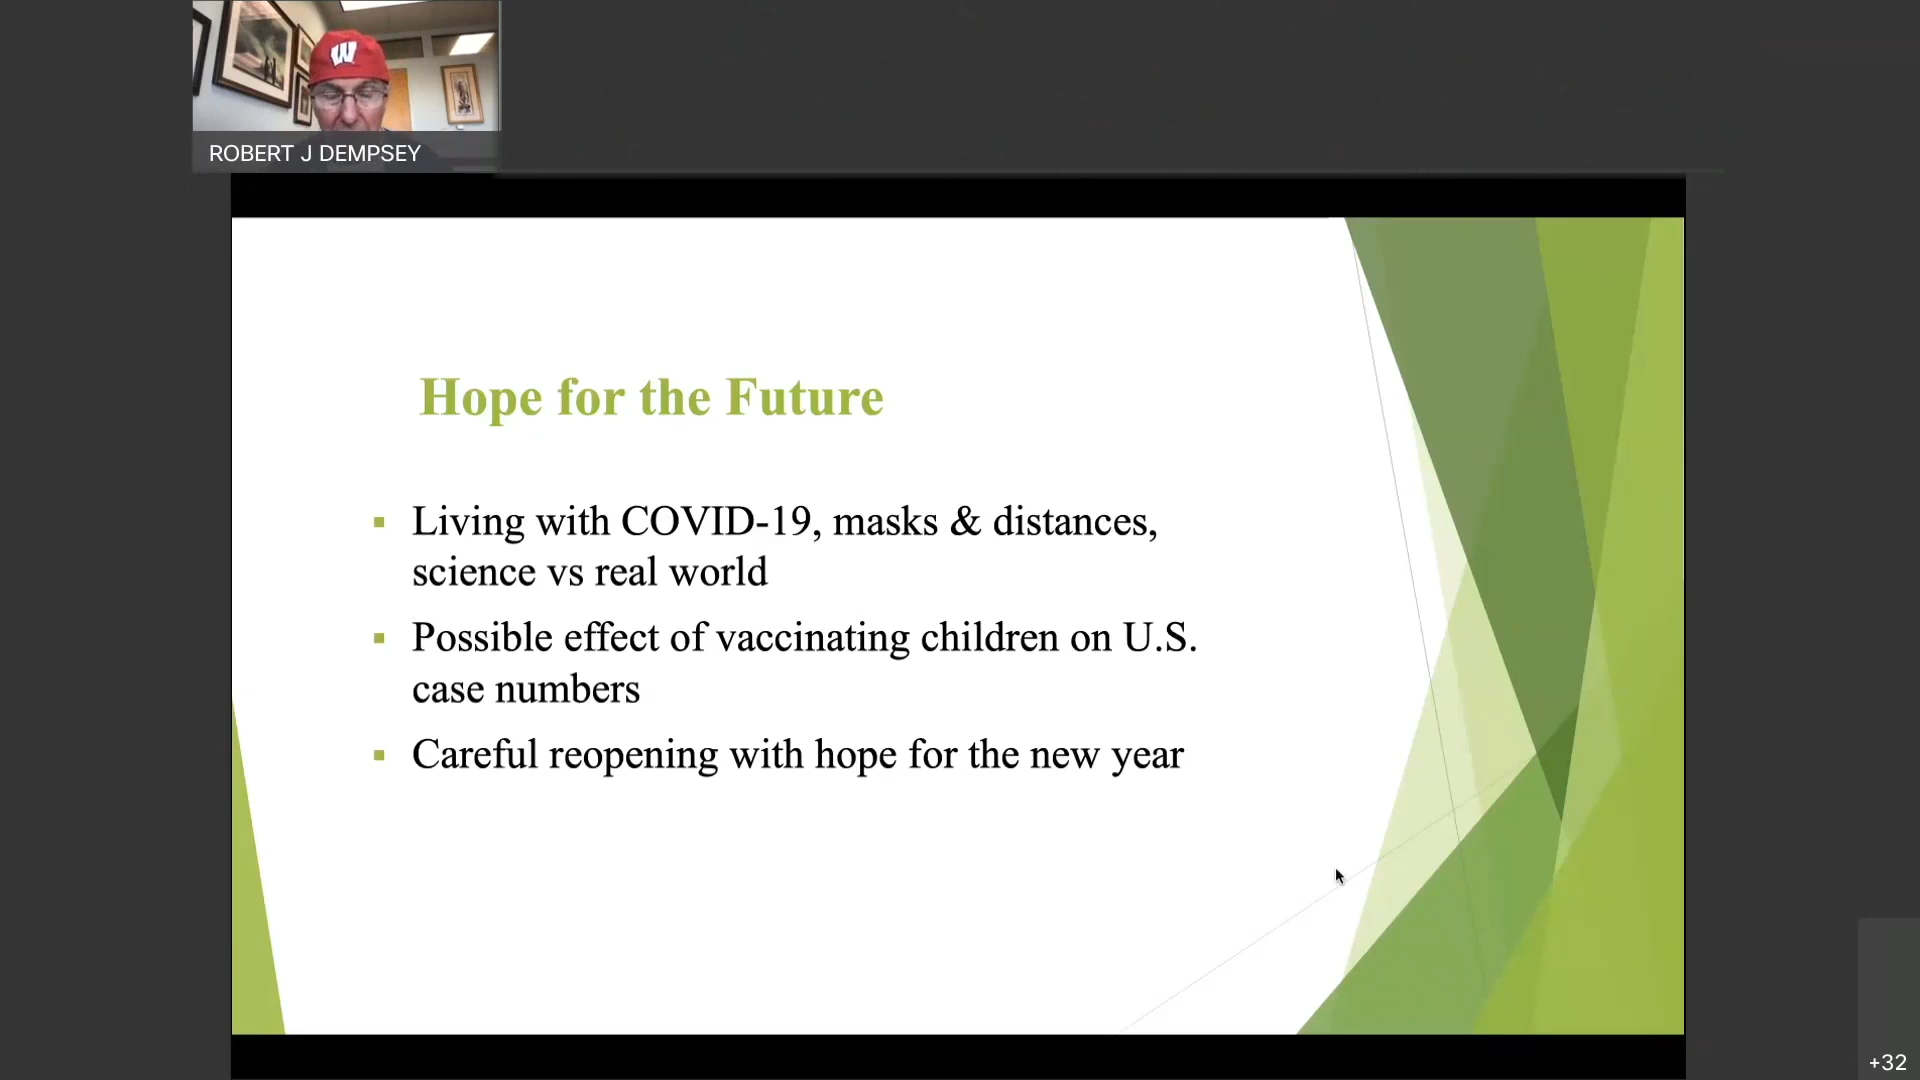 W
ROBERT J DEMPSEY
Hope for the Future
Living with COVID-19, masks & distances,
science vs real world
Possible effect of vaccinating children on U.S.
case numbers
Careful reopening with hope for the new year
+32